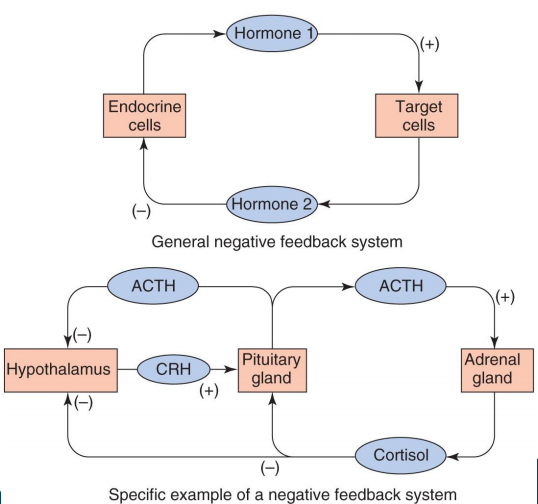 Hormone 1
(+)
Endocrine
cells
Target
cells
Hormone 2
(–)
General negative feedback system
ACTH
ACTH
(+)
(–)
Hypothalamus
CRH
(+)
Pituitary
gland
Adrenal
gland
(–)
Cortisol
(–)
Specific example of a negative feedback system